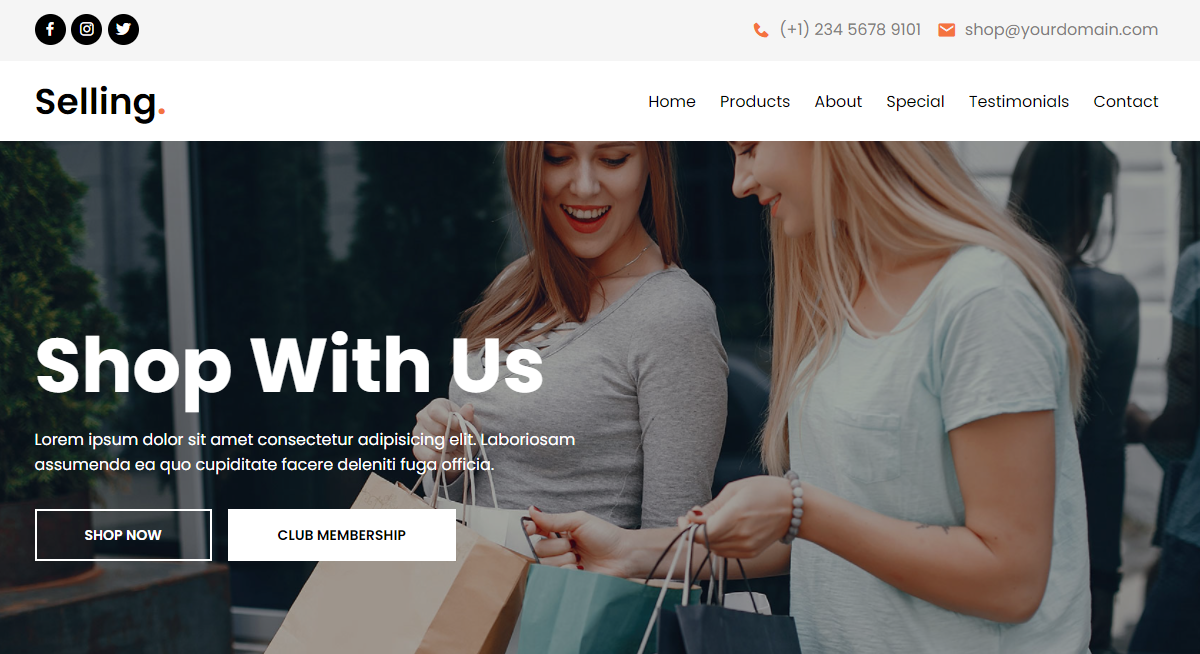 (+1) 234 5678 9101 shop@yourdomain.com
Selling.
Home Products About Special Testimonials Contact
Shop With Us
Lorem ipsum dolor sit amet consectetur adipisicing elit. Laboriosam
assumenda ea quo cupiditate facere deleniti fuga officia.
SHOP NOW CLUB MEMBERSHIP